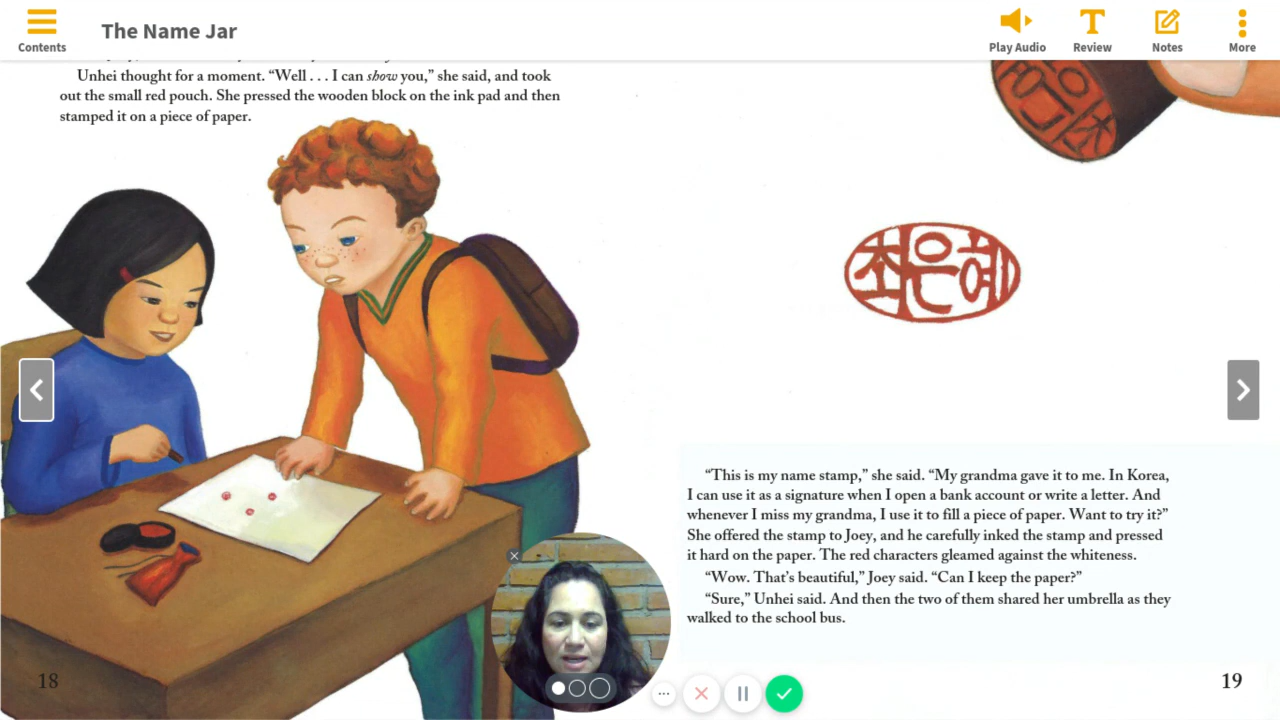 Contents
The Name Jar
Play Audio
Review
Notes
More
Unhei thought for a moment. “Well . . . I can show you,” she said, and took
out the small red pouch. She pressed the wooden block on the ink pad and then
stamped it on a piece of paper.
최은혜
“This is my name stamp,” she said. “My grandma gave it to me. In Korea,
I can use it as a signature when I open a bank account or write a letter. And
whenever I miss my grandma, I use it to fill a piece of paper. Want to try it?”
She offered the stamp to Joey, and he carefully inked the stamp and pressed
it hard on the paper. The red characters gleamed against the whiteness.
“Wow. That’s beautiful,” Joey said. “Can I keep the paper?”
“Sure,” Unhei said. And then the two of them shared her umbrella as they
walked to the school bus.
18
19